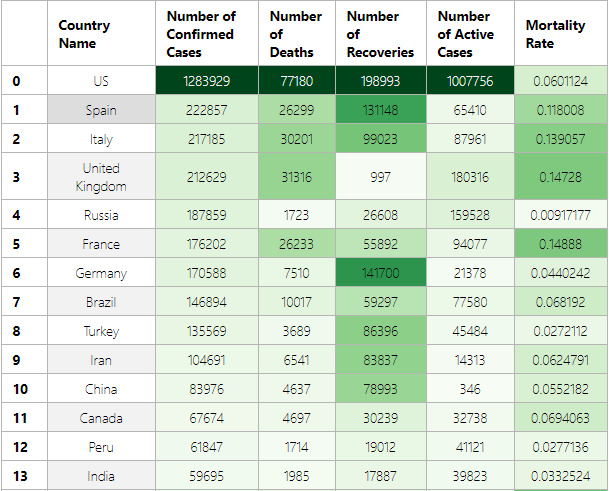 Country Name Number of Confirmed Cases Number of Deaths Number of Recoveries Number of Active Cases Mortality Rate
0 US 1283929 77180 198993 1007756 0.0601124
1 Spain 222857 26299 131148 65410 0.118008
2 Italy 217185 30201 99023 87961 0.139057
3 United Kingdom 212629 31316 997 180316 0.14728
4 Russia 187859 1723 26608 159528 0.00917177
5 France 176202 26233 55892 94077 0.14888
6 Germany 170588 7510 141700 21378 0.0440242
7 Brazil 146894 10017 59297 77580 0.068192
8 Turkey 135569 3689 86396 45484 0.0272112
9 Iran 104691 6541 83837 14313 0.0624791
10 China 83976 4637 78993 346 0.0552182
11 Canada 67674 4697 30239 32738 0.0694063
12 Peru 61847 1714 19012 41121 0.0277136
13 India 59695 1985 17887 39823 0.0332524